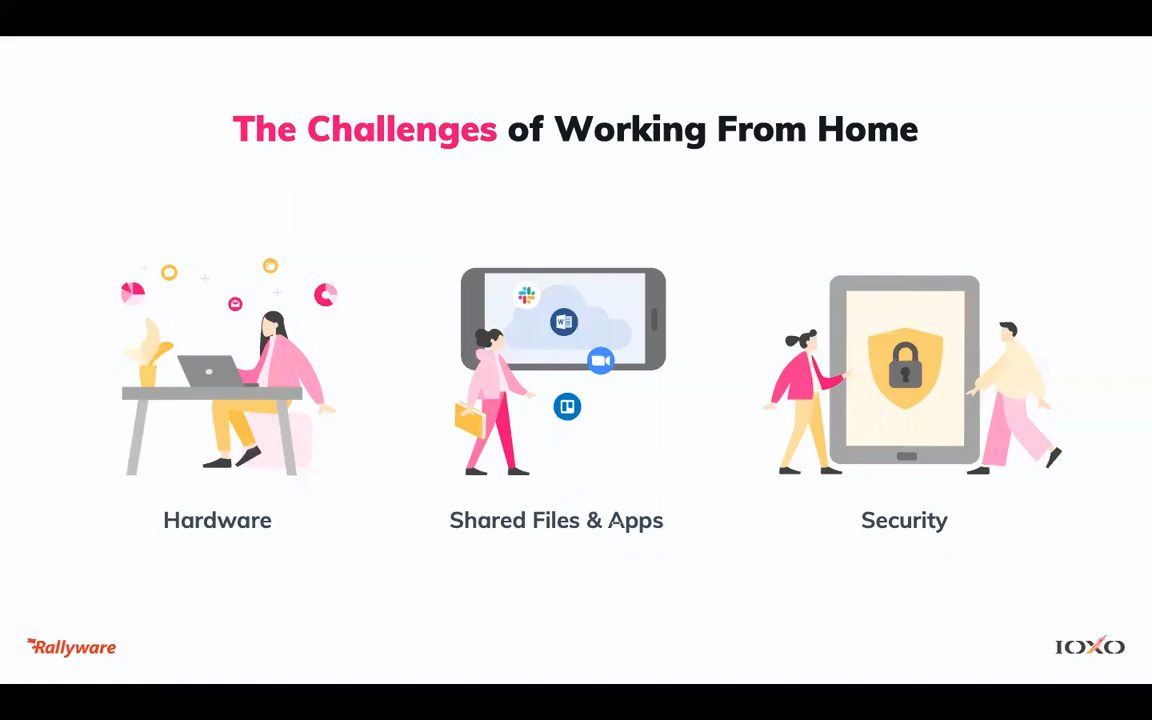 The Challenges of Working From Home
W
Hardware
Shared Files & Apps
Security
Rallyware
IOXO